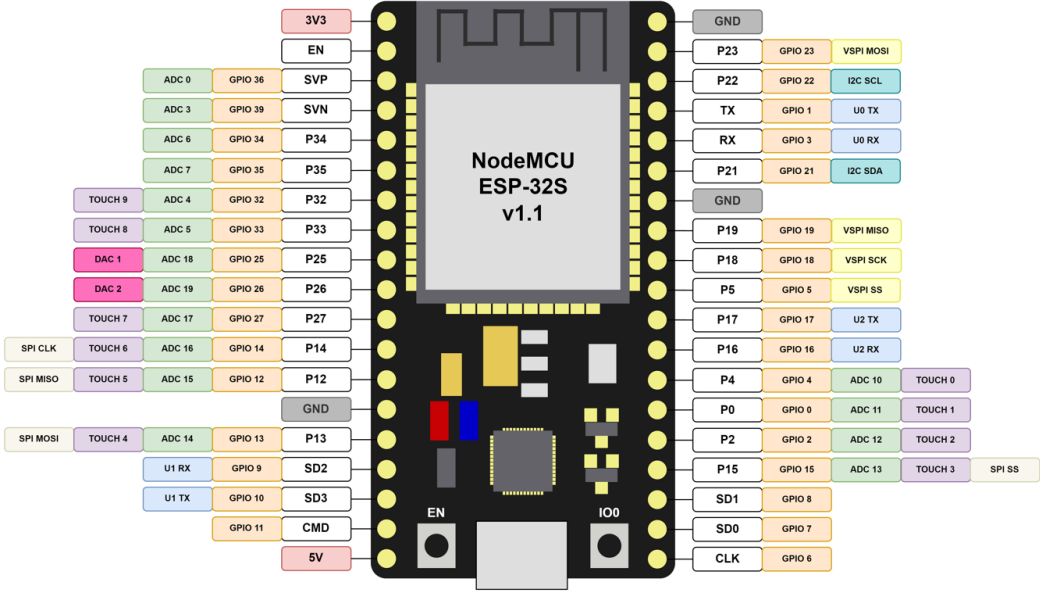 3V3
GND
EN
P23 GPIO 23 VSPI MOSI
ADC 0 GPIO 36 SVP
P22 GPIO 22 I2C SCL
ADC 3 GPIO 39 SVN
TX GPIO 1 U0 TX
ADC 6 GPIO 34 P34
RX GPIO 3 U0 RX
ADC 7 GPIO 35 P35
P21 GPIO 21 I2C SDA
TOUCH 9 ADC 4 GPIO 32 P32
GND
TOUCH 8 ADC 5 GPIO 33 P33
P19 GPIO 19 VSPI MISO
DAC 1 ADC 18 GPIO 25 P25
P18 GPIO 18 VSPI SCK
DAC 2 ADC 19 GPIO 26 P26
P5 GPIO 5 VSPI SS
TOUCH 7 ADC 17 GPIO 27 P27
P17 GPIO 17 U2 TX
SPI CLK TOUCH 6 ADC 16 GPIO 14 P14
P16 GPIO 16 U2 RX
SPI MISO TOUCH 5 ADC 15 GPIO 12 P12
P4 GPIO 4 ADC 10 TOUCH 0
GND
P0 GPIO 0 ADC 11 TOUCH 1
SPI MOSI TOUCH 4 ADC 14 GPIO 13 P13
P2 GPIO 2 ADC 12 TOUCH 2
U1 RX GPIO 9 SD2
P15 GPIO 15 ADC 13 TOUCH 3 SPI SS
U1 TX GPIO 10 SD3
SD1 GPIO 8
GPIO 11 CMD
SD0 GPIO 7
5V
CLK GPIO 6
NodeMCU
ESP-32S
v1.1
EN
IO0